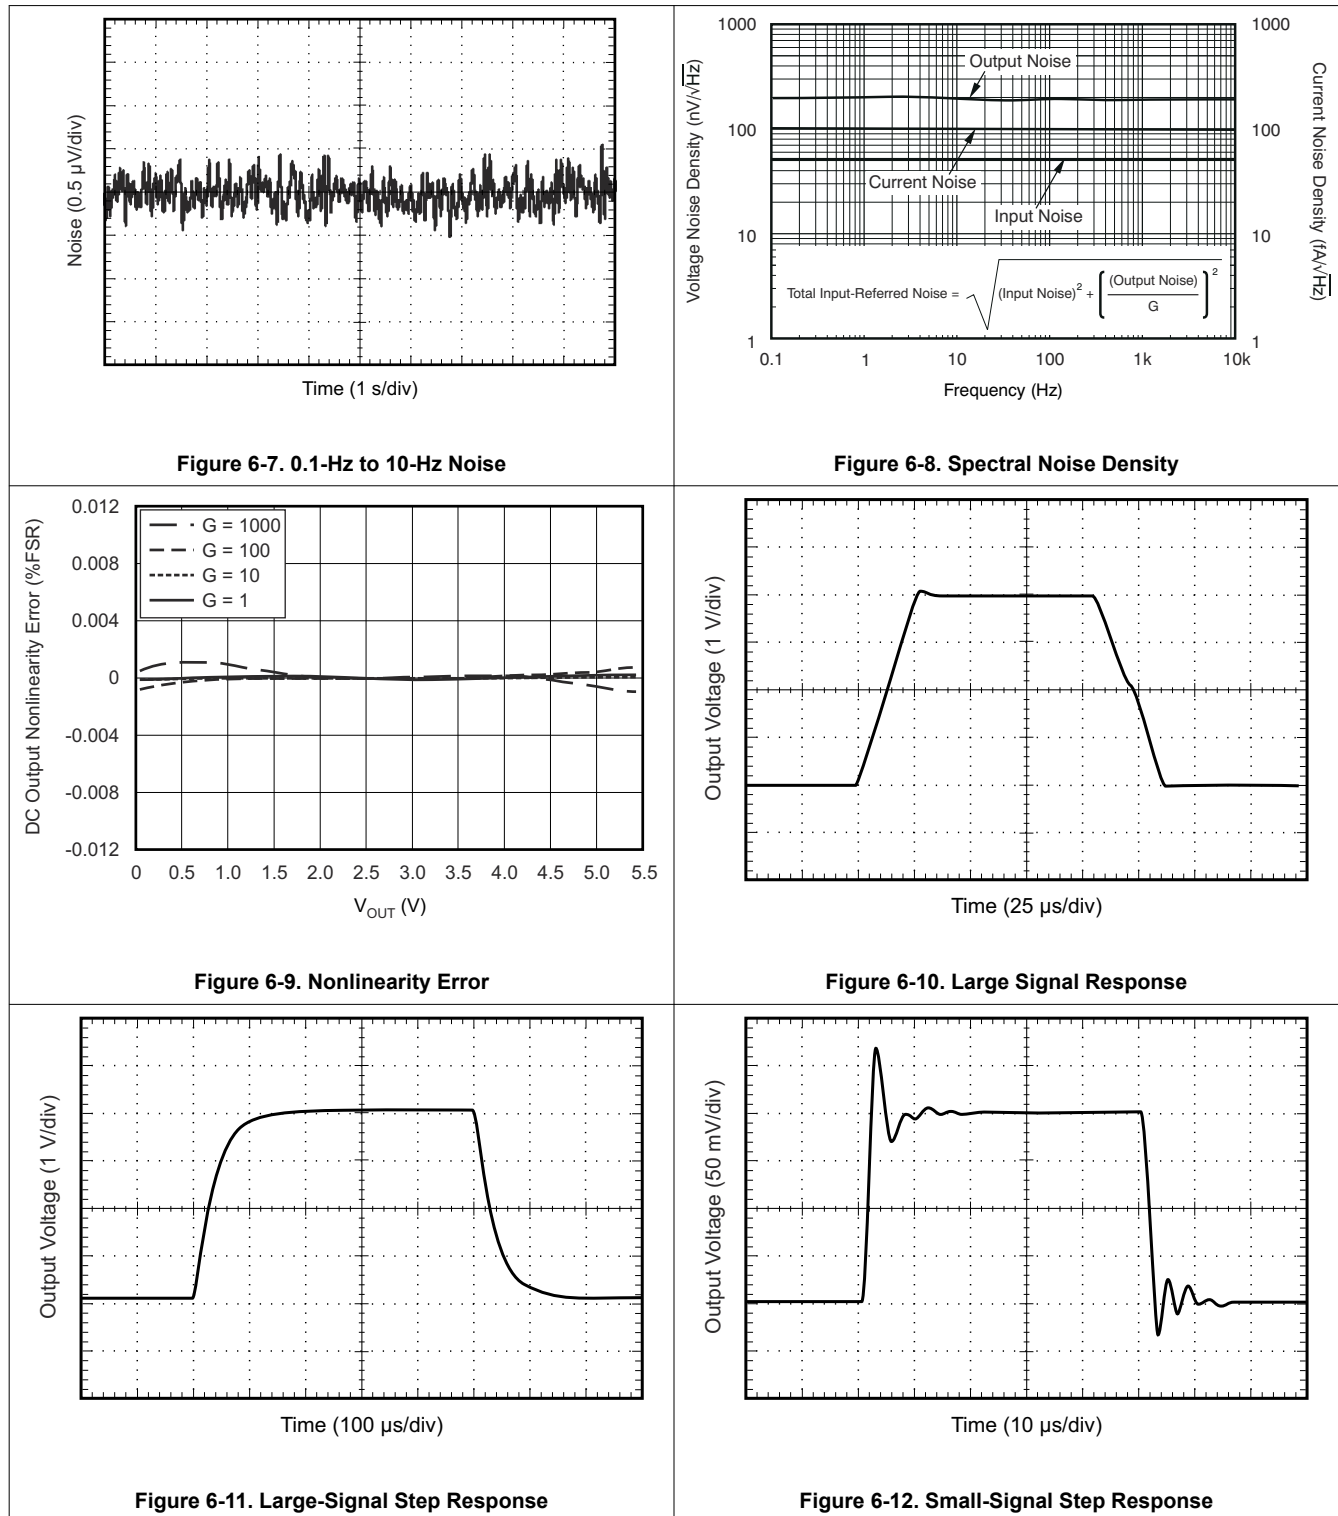 Noise (0.5 µV/div)
Time (1 s/div)
Figure 6-7. 0.1-Hz to 10-Hz Noise
Voltage Noise Density (nV/√Hz)
1000
100
10
1
Output Noise
Current Noise
Input Noise
Total Input-Referred Noise = √(Input Noise)² + [(Output Noise) / G]²
1000
100
10
1
Current Noise Density (fA/√Hz)
0.1 1 10 100 1k 10k
Frequency (Hz)
Figure 6-8. Spectral Noise Density
DC Output Nonlinearity Error (%FSR)
0.012
0.008
0.004
0
-0.004
-0.008
-0.012
G = 1000
G = 100
G = 10
G = 1
0 0.5 1.0 1.5 2.0 2.5 3.0 3.5 4.0 4.5 5.0 5.5
VOUT (V)
Figure 6-9. Nonlinearity Error
Output Voltage (1 V/div)
Time (25 µs/div)
Figure 6-10. Large Signal Response
Output Voltage (1 V/div)
Time (100 µs/div)
Figure 6-11. Large-Signal Step Response
Output Voltage (50 mV/div)
Time (10 µs/div)
Figure 6-12. Small-Signal Step Response